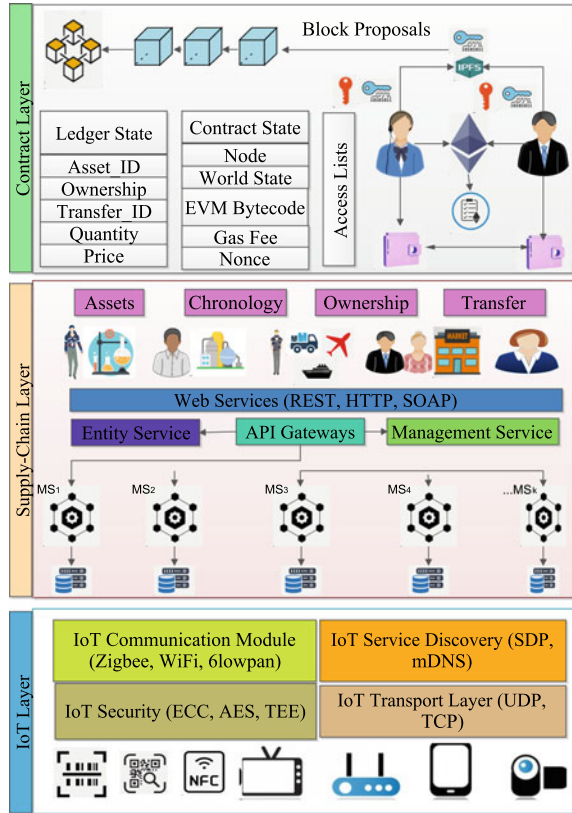 Contract Layer
Block Proposals
IPFS
Ledger State
Asset_ID
Ownership
Transfer_ID
Quantity
Price
Contract State
Node
World State
EVM Bytecode
Gas Fee
Nonce
Access Lists
Supply-Chain Layer
Assets
Chronology
Ownership
Transfer
MARKET
Web Services (REST, HTTP, SOAP)
Entity Service
API Gateways
Management Service
MS1
MS2
MS3
MS4
...MSk
IoT Layer
IoT Communication Module
(Zigbee, WiFi, 6lowpan)
IoT Service Discovery (SDP,
mDNS)
IoT Security (ECC, AES, TEE)
IoT Transport Layer (UDP,
TCP)
NFC